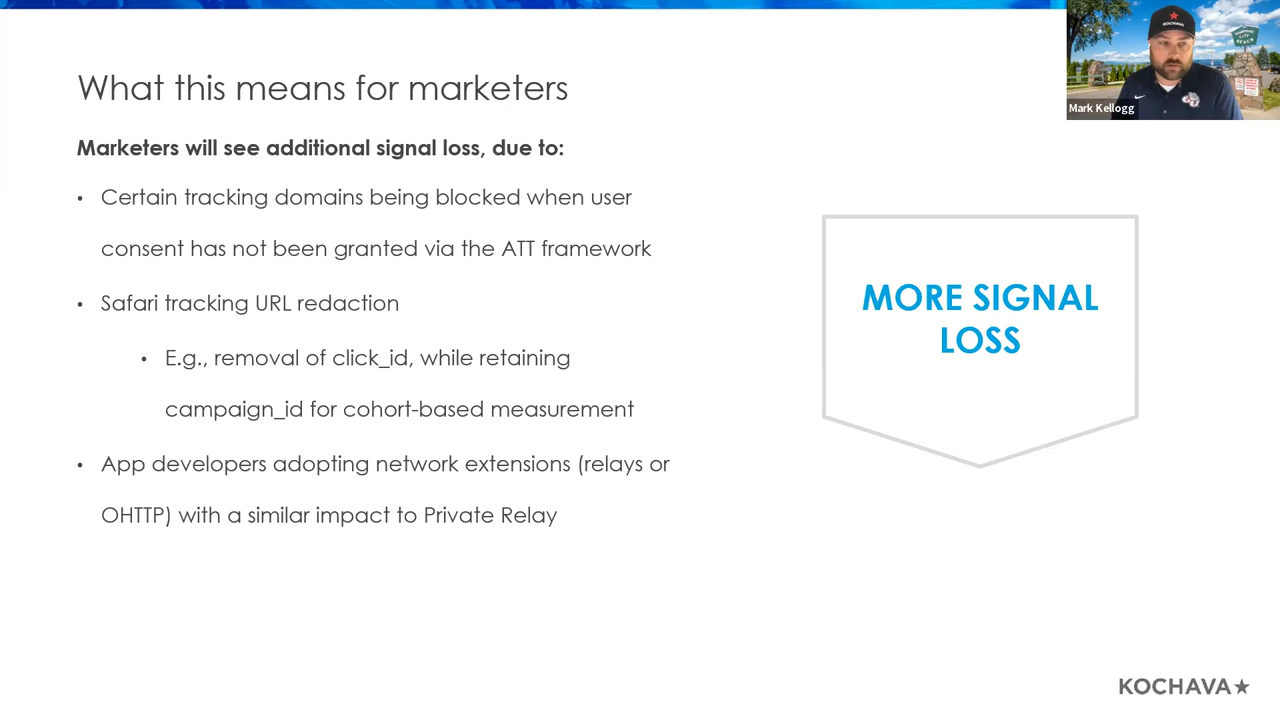 What this means for marketers
Marketers will see additional signal loss, due to:
• Certain tracking domains being blocked when user
consent has not been granted via the ATT framework
• Safari tracking URL redaction
• E.g., removal of click_id, while retaining
campaign_id for cohort-based measurement
• App developers adopting network extensions (relays or
OHTTP) with a similar impact to Private Relay
MORE SIGNAL
LOSS
KOCHAVA
Mark Kellogg
KOCHAVA★